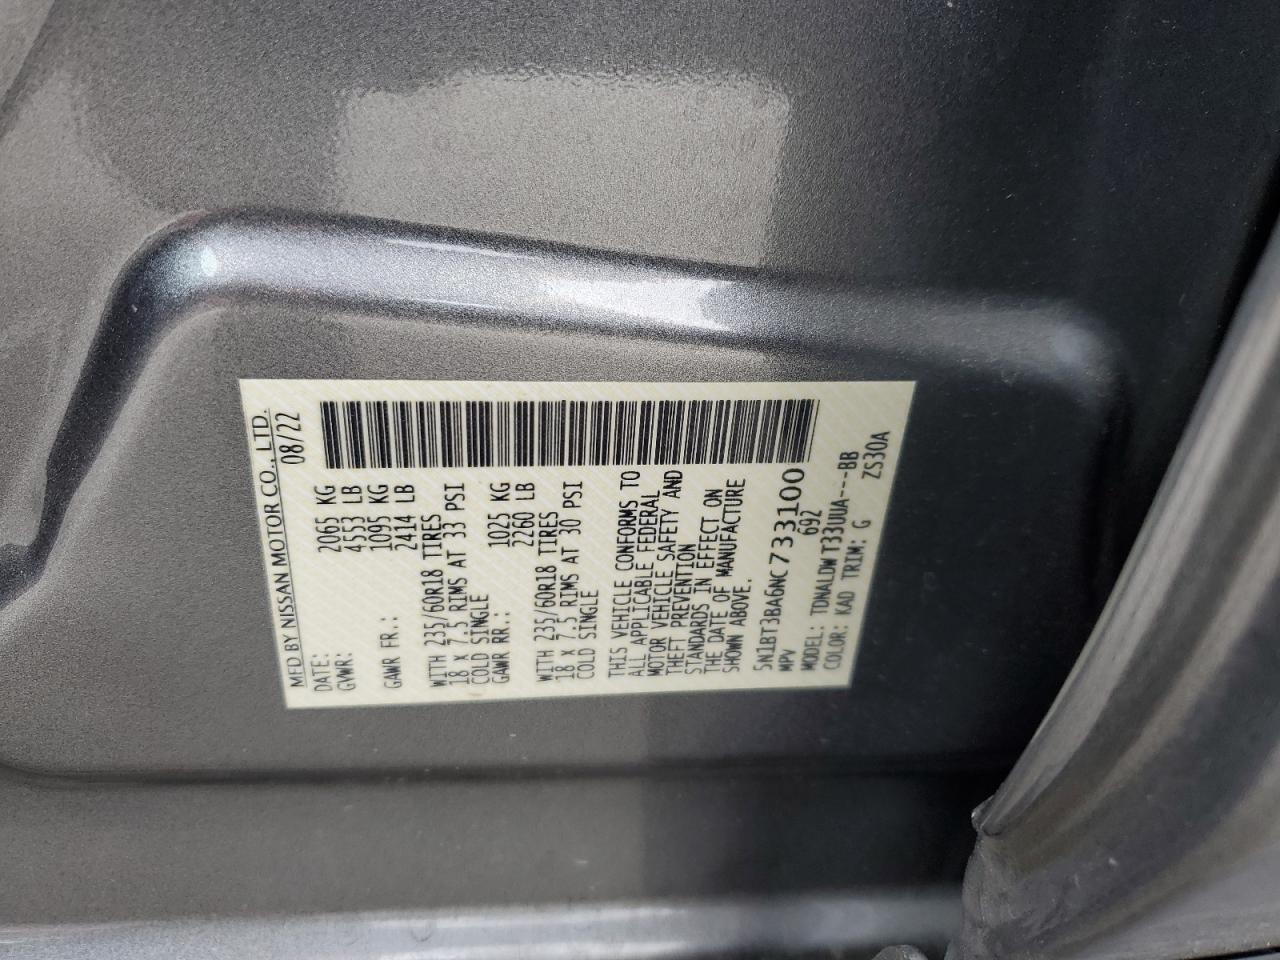 MFD BY NISSAN MOTOR CO., LTD.
DATE: 08/22
GVWR: 2065 KG
4553 LB
GAWR FR.: 1095 KG
2414 LB
WITH 235/60R18 TIRES
18 X 7.5 RIMS AT 33 PSI
COLD SINGLE
GAWR RR.: 1025 KG
2260 LB
WITH 235/60R18 TIRES
18 X 7.5 RIMS AT 30 PSI
COLD SINGLE
THIS VEHICLE CONFORMS TO
ALL APPLICABLE FEDERAL
MOTOR VEHICLE SAFETY AND
THEFT PREVENTION
STANDARDS IN EFFECT ON
THE DATE OF MANUFACTURE
SHOWN ABOVE.
5N1BT3BA6NC733100
MPV 692
MODEL: TDNALDW T33UUA---BB
COLOR: KAD TRIM: G ZS30A